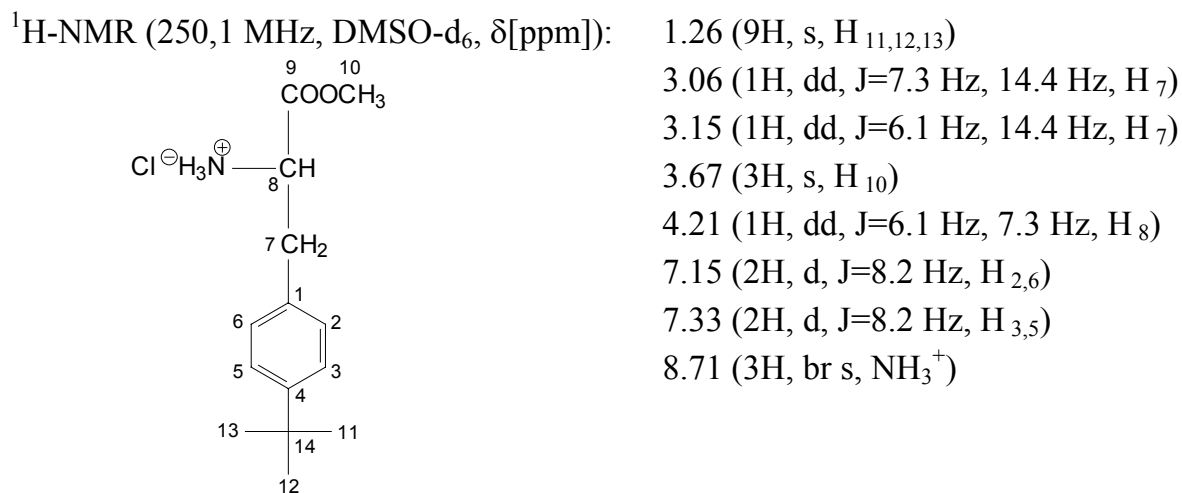 ¹H-NMR (250,1 MHz, DMSO-d₆, δ[ppm]): 1.26 (9H, s, H ₁₁,₁₂,₁₃)
3.06 (1H, dd, J=7.3 Hz, 14.4 Hz, H ₇)
3.15 (1H, dd, J=6.1 Hz, 14.4 Hz, H ₇)
3.67 (3H, s, H ₁₀)
4.21 (1H, dd, J=6.1 Hz, 7.3 Hz, H ₈)
7.15 (2H, d, J=8.2 Hz, H ₂,₆)
7.33 (2H, d, J=8.2 Hz, H ₃,₅)
8.71 (3H, br s, NH₃⁺)
9 10
COOCH₃
Cl ⊖H₃N⊕ CH
8
7 CH₂
1
6 2
5 3
4
13 14 11
12